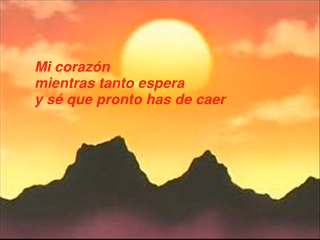 Mi corazón
mientras tanto espera
y sé que pronto has de caer